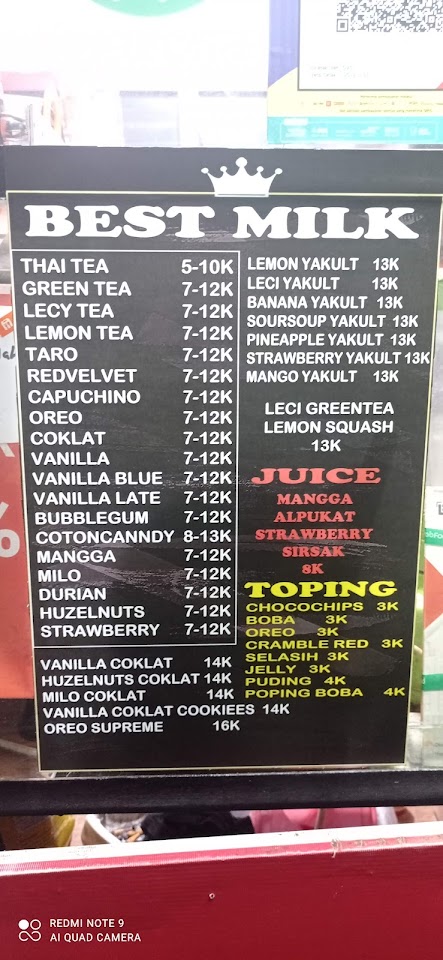 BEST MILK
THAI TEA 5-10K
GREEN TEA 7-12K
LECY TEA 7-12K
LEMON TEA 7-12K
TARO 7-12K
REDVELVET 7-12K
CAPUCHINO 7-12K
OREO 7-12K
COKLAT 7-12K
VANILLA 7-12K
VANILLA BLUE 7-12K
VANILLA LATE 7-12K
BUBBLEGUM 7-12K
COTONCANNDY 8-13K
MANGGA 7-12K
MILO 7-12K
DURIAN 7-12K
HUZELNUTS 7-12K
STRAWBERRY 7-12K
VANILLA COKLAT 14K
HUZELNUTS COKLAT 14K
MILO COKLAT 14K
VANILLA COKLAT COOKIEES 14K
OREO SUPREME 16K
LEMON YAKULT 13K
LECI YAKULT 13K
BANANA YAKULT 13K
SOURSOUP YAKULT 13K
PINEAPPLE YAKULT 13K
STRAWBERRY YAKULT 13K
MANGO YAKULT 13K
LECI GREENTEA
LEMON SQUASH
13K
JUICE
MANGGA
ALPUKAT
STRAWBERRY
SIRSAK
8K
TOPING
CHOCOCHIPS 3K
BOBA 3K
OREO 3K
CRAMBLE RED 3K
SELASIH 3K
JELLY 3K
PUDING 4K
POPING BOBA 4K
REDMI NOTE 9
AI QUAD CAMERA